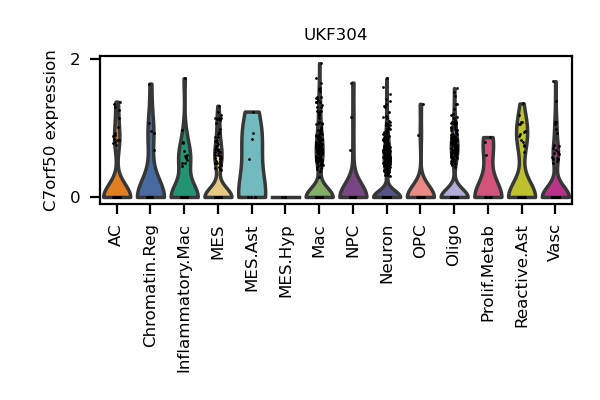 UKF304
C7orf50 expression
2
0
AC
Chromatin.Reg
Inflammatory.Mac
MES
MES.Ast
MES.Hyp
Mac
NPC
Neuron
OPC
Oligo
Prolif.Metab
Reactive.Ast
Vasc